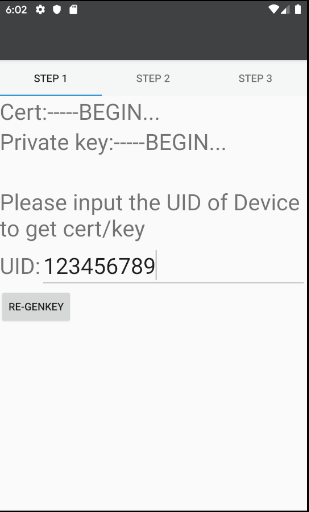 6:02
STEP 1 STEP 2 STEP 3
Cert:-----BEGIN...
Private key:-----BEGIN...
Please input the UID of Device
to get cert/key
UID: 123456789
RE-GENKEY